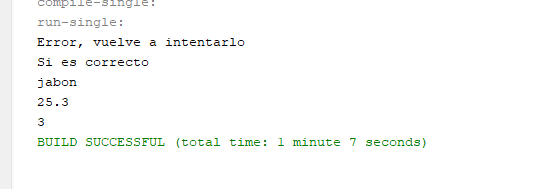 compile-single:
run-single:
Error, vuelve a intentarlo
Si es correcto
jabon
25.3
3
BUILD SUCCESSFUL (total time: 1 minute 7 seconds)